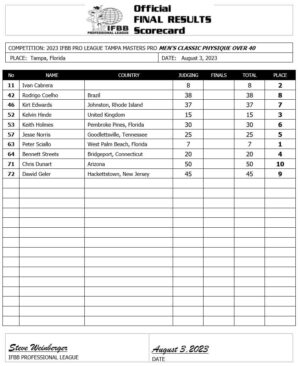 IFBB
PROFESSIONAL LEAGUE
Official
FINAL RESULTS
Scorecard
COMPETITION: 2023 IFBB PRO LEAGUE TAMPA MASTERS PRO MEN'S CLASSIC PHYSIQUE OVER 40
PLACE: Tampa, Florida DATE: August 3, 2023
No NAME COUNTRY JUDGING FINALS TOTAL PLACE
11 Ivan Cabrera 8 8 2
42 Rodrigo Coelho Brazil 38 38 8
46 Kirt Edwards Johnston, Rhode Island 37 37 7
52 Kelvin Hinde United Kingdom 15 15 3
53 Keith Holmes Pembroke Pines, Florida 30 30 6
57 Jesse Norris Goodlettsville, Tennessee 25 25 5
63 Peter Sciallo West Palm Beach, Florida 7 7 1
64 Bennett Streets Bridgeport, Connecticut 20 20 4
71 Chris Dunart Arizona 50 50 10
72 Dawid Geler Hackettstown, New Jersey 45 45 9
Steve Weinberger August 3, 2023
IFBB PROFESSIONAL LEAGUE DATE